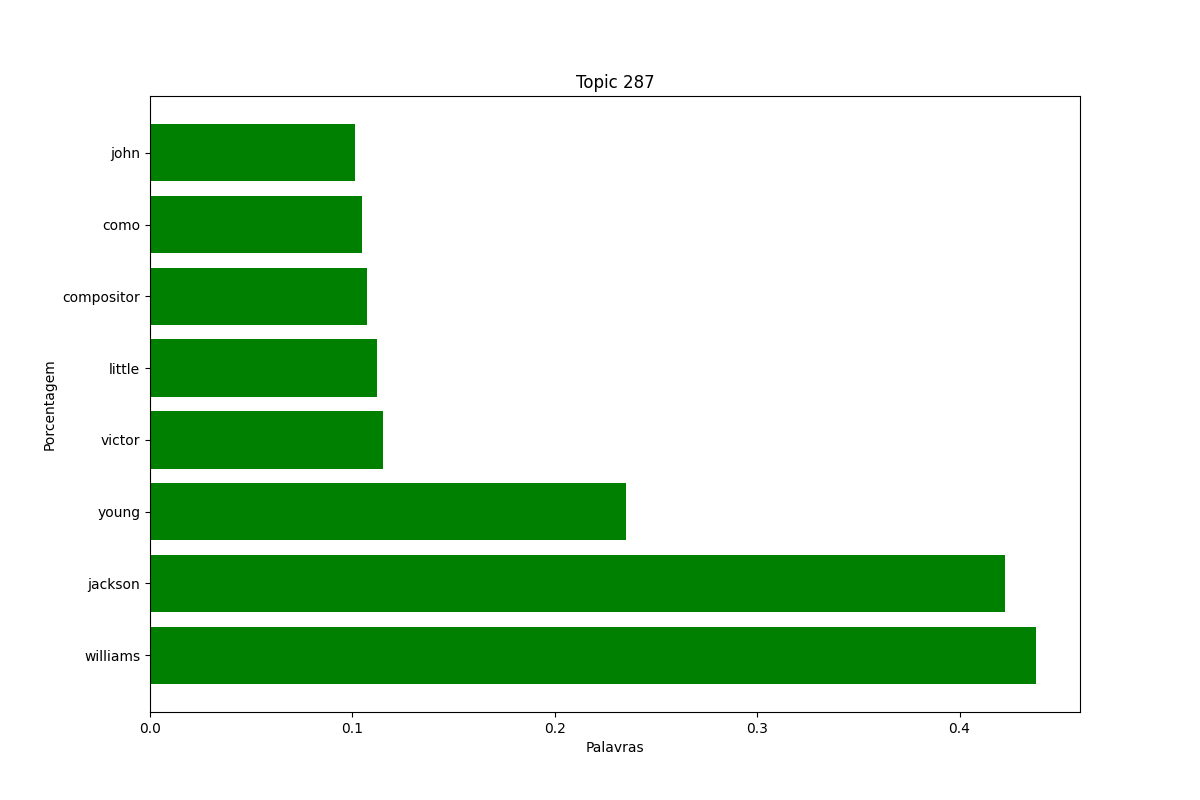 Topic 287
Porcentagem
john
como
compositor
little
victor
young
jackson
williams
0.0 0.1 0.2 0.3 0.4
Palavras